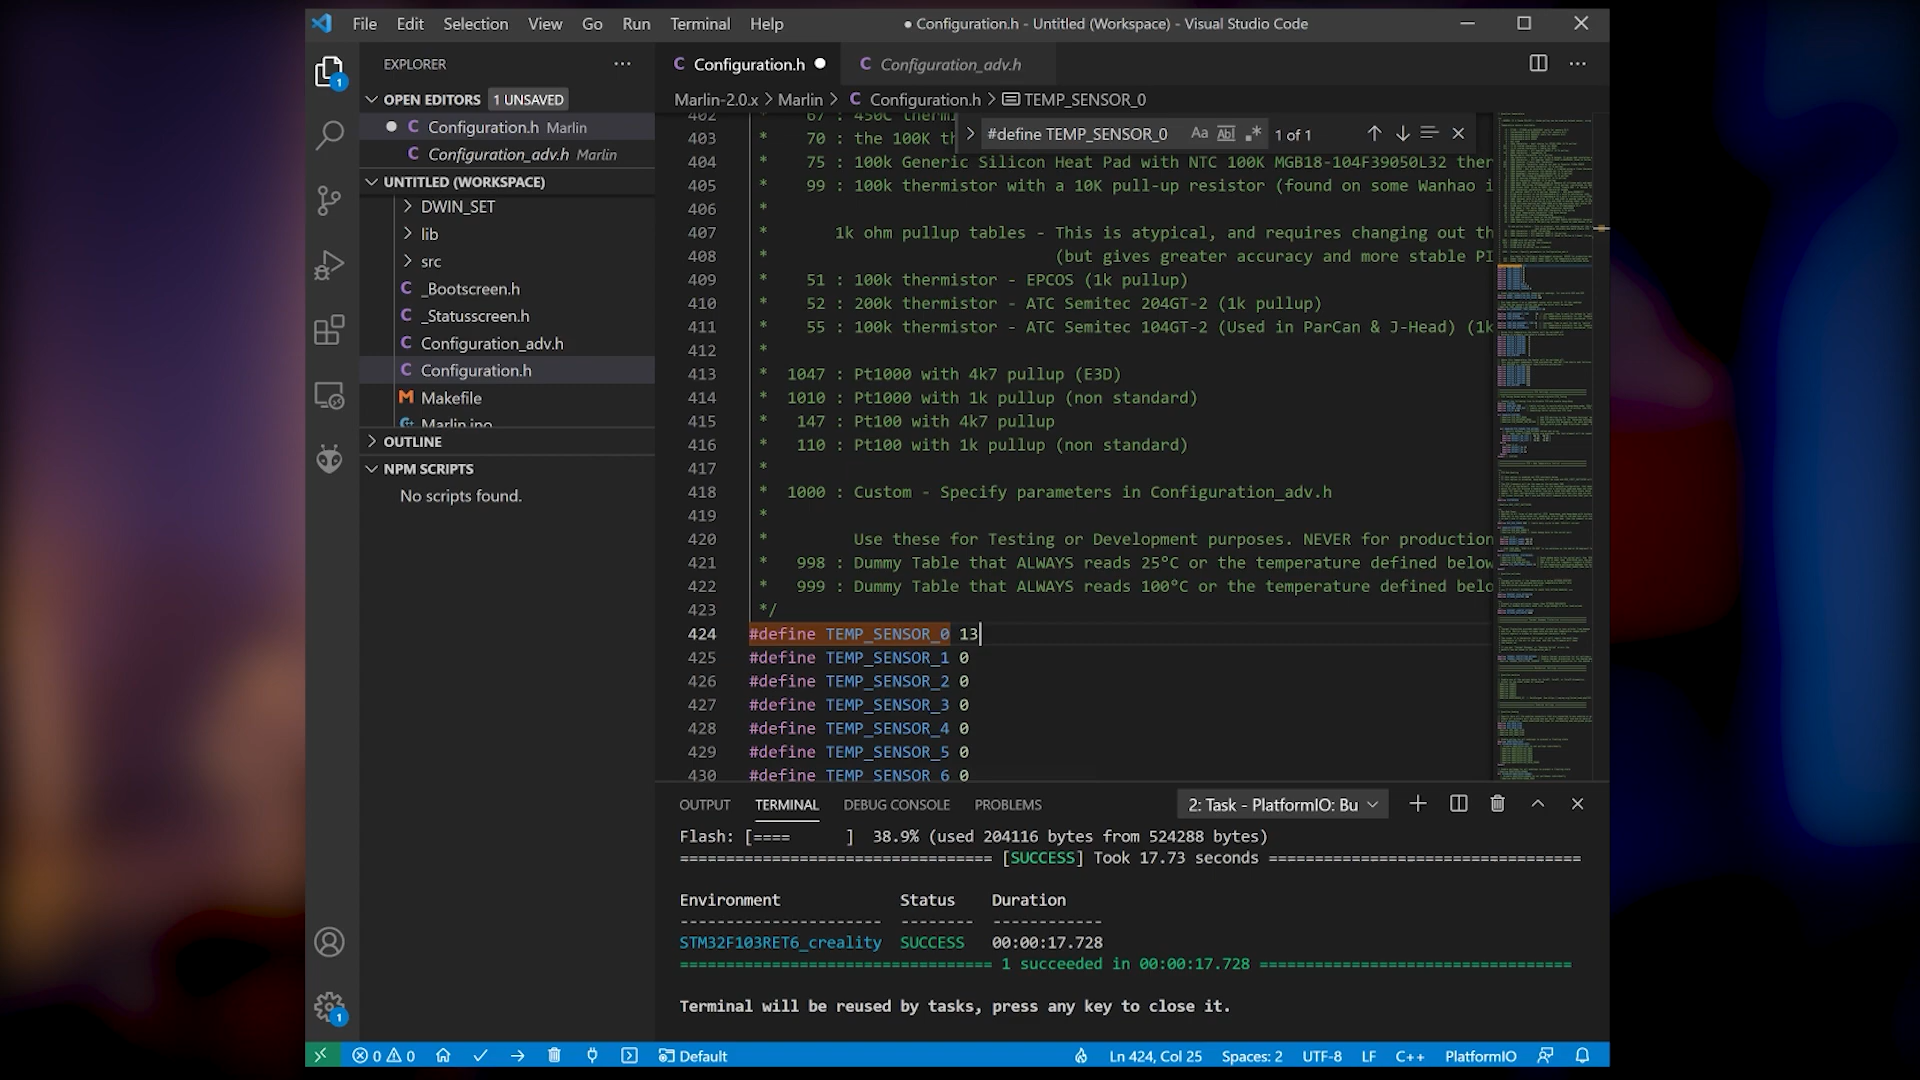 File Edit Selection View Go Run Terminal Help
● Configuration.h - Untitled (Workspace) - Visual Studio Code
EXPLORER
OPEN EDITORS 1 UNSAVED
Configuration.h Marlin
Configuration_adv.h Marlin
UNTITLED (WORKSPACE)
DWIN_SET
lib
src
_Bootscreen.h
_Statusscreen.h
Configuration_adv.h
Configuration.h
Makefile
Marlin.ino
OUTLINE
NPM SCRIPTS
No scripts found.
Configuration.h
Configuration_adv.h
Marlin-2.0.x > Marlin > C Configuration.h > TEMP_SENSOR_0
#define TEMP_SENSOR_0 Aa Abl .* 1 of 1
402 * 67 : 450C thermi
403 * 70 : the 100K th
404 * 75 : 100k Generic Silicon Heat Pad with NTC 100K MGB18-104F39050L32 ther
405 * 99 : 100k thermistor with a 10K pull-up resistor (found on some Wanhao i
406 *
407 * 1k ohm pullup tables - This is atypical, and requires changing out th
408 * (but gives greater accuracy and more stable PI
409 * 51 : 100k thermistor - EPCOS (1k pullup)
410 * 52 : 200k thermistor - ATC Semitec 204GT-2 (1k pullup)
411 * 55 : 100k thermistor - ATC Semitec 104GT-2 (Used in ParCan & J-Head) (1k
412 *
413 * 1047 : Pt1000 with 4k7 pullup (E3D)
414 * 1010 : Pt1000 with 1k pullup (non standard)
415 * 147 : Pt100 with 4k7 pullup
416 * 110 : Pt100 with 1k pullup (non standard)
417 *
418 * 1000 : Custom - Specify parameters in Configuration_adv.h
419 *
420 * Use these for Testing or Development purposes. NEVER for production
421 * 998 : Dummy Table that ALWAYS reads 25°C or the temperature defined below
422 * 999 : Dummy Table that ALWAYS reads 100°C or the temperature defined belo
423 */
424 #define TEMP_SENSOR_0 13
425 #define TEMP_SENSOR_1 0
426 #define TEMP_SENSOR_2 0
427 #define TEMP_SENSOR_3 0
428 #define TEMP_SENSOR_4 0
429 #define TEMP_SENSOR_5 0
430 #define TEMP_SENSOR_6 0
OUTPUT TERMINAL DEBUG CONSOLE PROBLEMS 2: Task - PlatformIO: Bu
Flash: [==== ] 38.9% (used 204116 bytes from 524288 bytes)
================================= [SUCCESS] Took 17.73 seconds =================================
Environment Status Duration
---------------------- -------- ------------
STM32F103RET6_creality SUCCESS 00:00:17.728
================================= 1 succeeded in 00:00:17.728 =================================
Terminal will be reused by tasks, press any key to close it.
0 0 Default Ln 424, Col 25 Spaces: 2 UTF-8 LF C++ PlatformIO